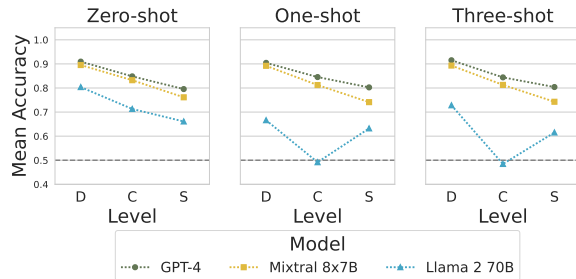 Zero-shot One-shot Three-shot
1.0
0.9
0.8
0.7
0.6
0.5
0.4
Mean Accuracy
D C S D C S D C S
Level Level Level
Model
GPT-4 Mixtral 8x7B Llama 2 70B